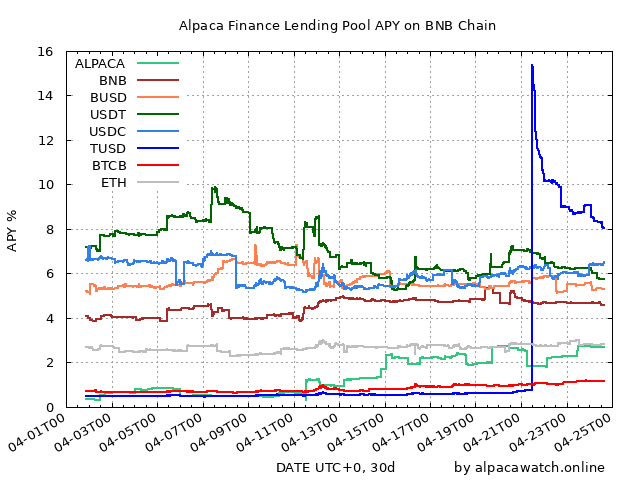 Alpaca Finance Lending Pool APY on BNB Chain
16
14
12
10
8
6
4
2
0
APY %
ALPACA
BNB
BUSD
USDT
USDC
TUSD
BTCB
ETH
04-01T00
04-03T00
04-05T00
04-07T00
04-09T00
04-11T00
04-13T00
04-15T00
04-17T00
04-19T00
04-21T00
04-23T00
04-25T00
DATE UTC+0, 30d
by alpacawatch.online